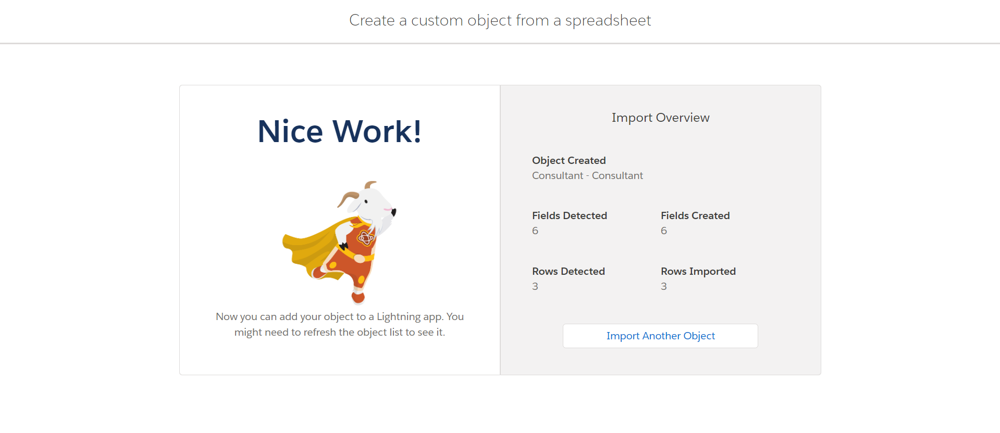 Create a custom object from a spreadsheet
Nice Work!
Now you can add your object to a Lightning app. You
might need to refresh the object list to see it.
Import Overview
Object Created
Consultant - Consultant
Fields Detected
6
Fields Created
6
Rows Detected
3
Rows Imported
3
Import Another Object